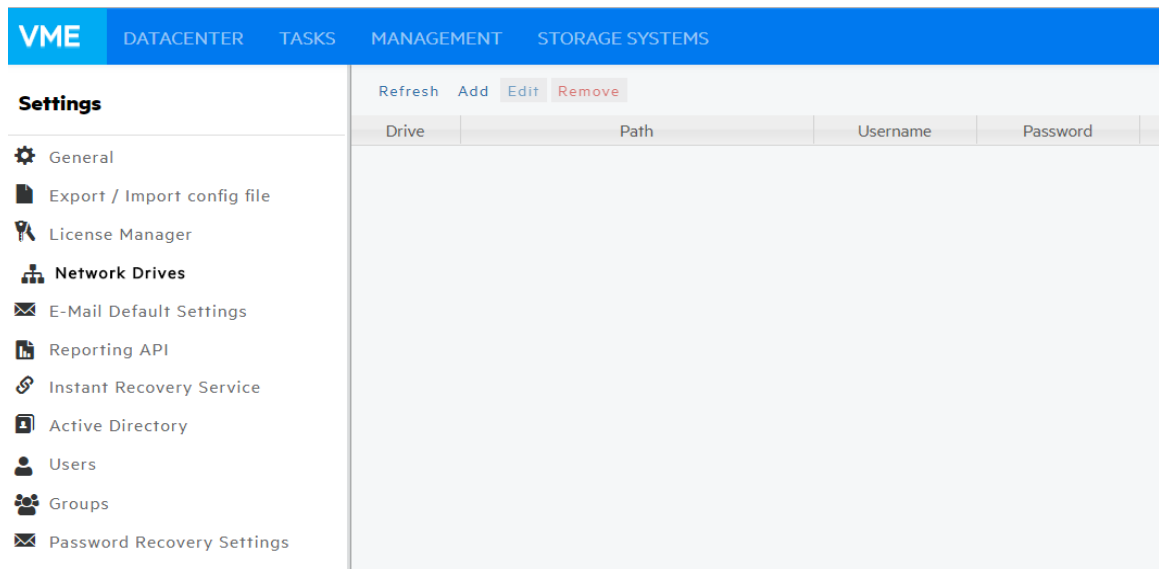 VME DATACENTER TASKS MANAGEMENT STORAGE SYSTEMS
Settings
General
Export / Import config file
License Manager
Network Drives
E-Mail Default Settings
Reporting API
Instant Recovery Service
Active Directory
Users
Groups
Password Recovery Settings
Refresh Add Edit Remove
Drive Path Username Password